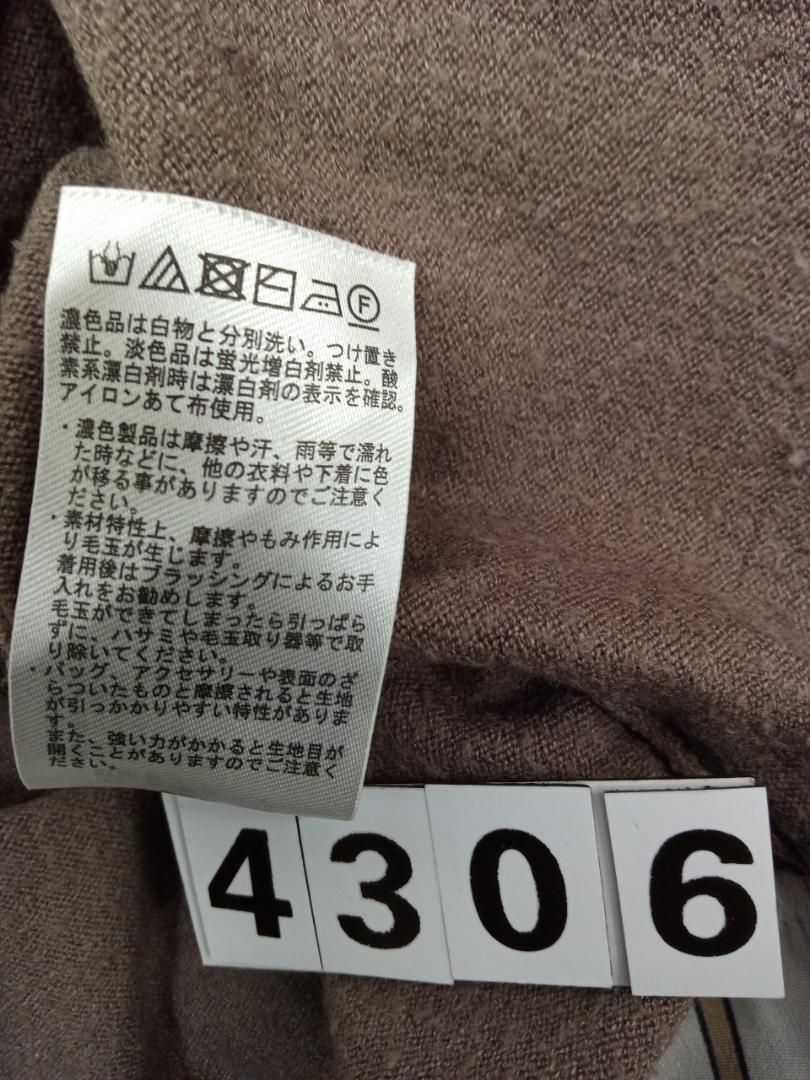 F
濃色品は白物と分別洗い。つけ置き
禁止。淡色品は蛍光増白剤禁止。酸
素系漂白剤時は漂白剤の表示を確認。
アイロンあて布使用。
・濃色製品は摩擦や汗、雨等で濡れ
た時などに、他の衣料や下着に色
が移る事がありますのでご注意く
ださい。
・素材特性上、摩擦やもみ作用によ
り毛玉が生じます。
着用後はブラッシングによるお手
入れをお勧めします。
毛玉ができてしまったら引っぱら
ずに、ハサミや毛玉取り器等で取
り除いてください。
・バッグ、アクセサリーや表面のざ
らついたものと摩擦されると生地
が引っかかりやすい特性がありま
す。
また、強い力がかかると生地目が
開くことがありますのでご注意く
ださい。
4306